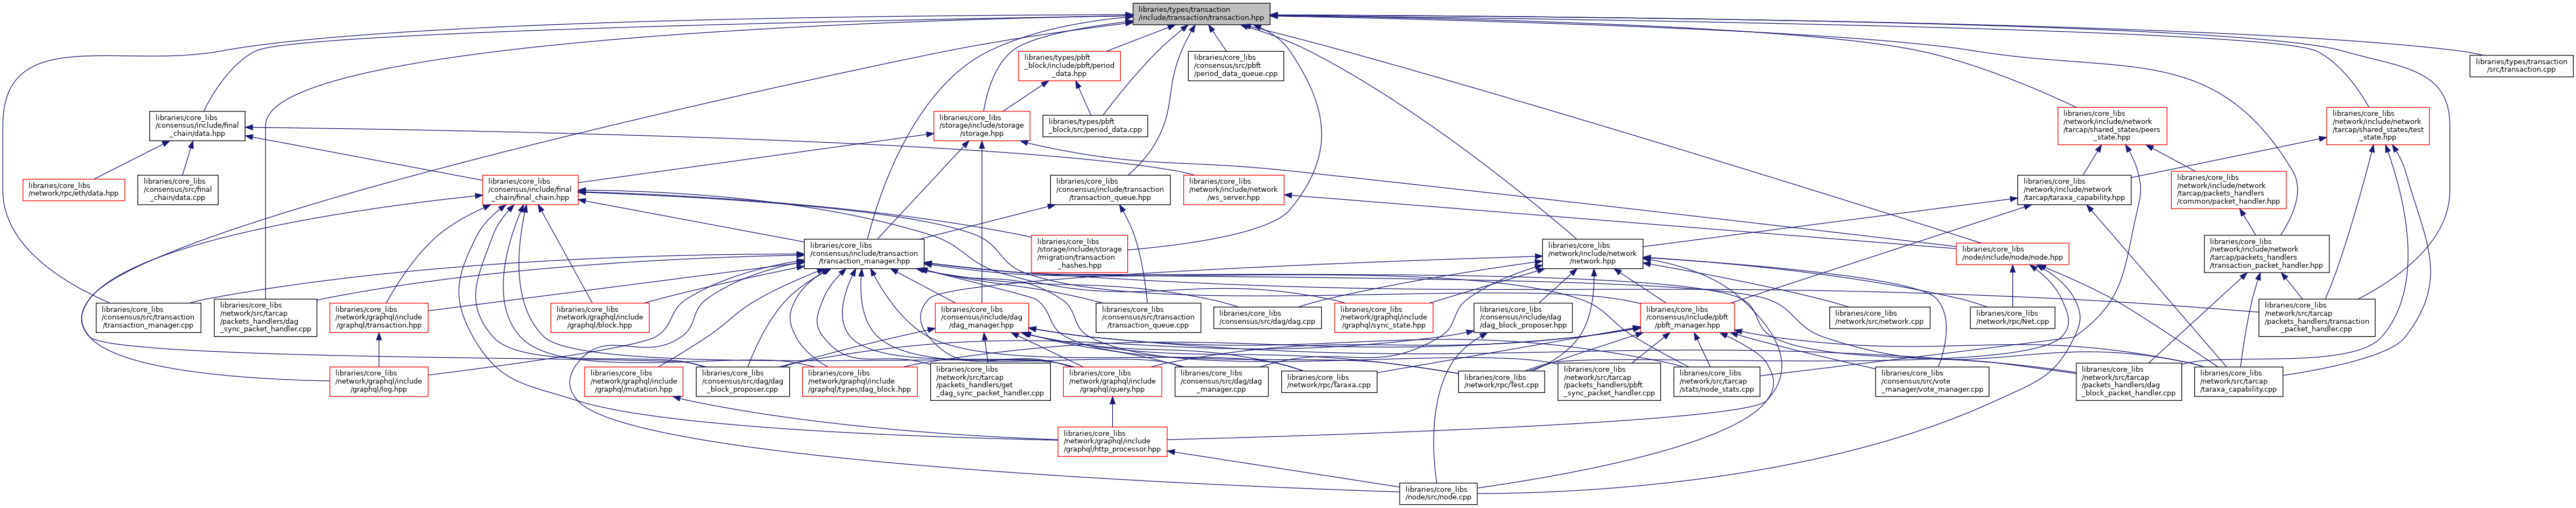 libraries/types/transaction
/include/transaction/transaction.hpp
libraries/types/pbft
_block/include/pbft/period
_data.hpp
libraries/core_libs
/consensus/src/pbft
/period_data_queue.cpp
libraries/types/transaction
/src/transaction.cpp
libraries/core_libs
/consensus/include/final
_chain/data.hpp
libraries/core_libs
/storage/include/storage
/storage.hpp
libraries/types/pbft
_block/src/period_data.cpp
libraries/core_libs
/network/include/network
/tarcap/shared_states/peers
_state.hpp
libraries/core_libs
/network/include/network
/tarcap/shared_states/test
_state.hpp
libraries/core_libs
/network/rpc/eth/data.hpp
libraries/core_libs
/consensus/src/final
_chain/data.cpp
libraries/core_libs
/consensus/include/final
_chain/final_chain.hpp
libraries/core_libs
/consensus/include/transaction
/transaction_queue.hpp
libraries/core_libs
/network/include/network
/ws_server.hpp
libraries/core_libs
/network/include/network
/tarcap/taraxa_capability.hpp
libraries/core_libs
/network/include/network
/tarcap/packets_handlers
/common/packet_handler.hpp
libraries/core_libs
/consensus/include/transaction
/transaction_manager.hpp
libraries/core_libs
/storage/include/storage
/migration/transaction
_hashes.hpp
libraries/core_libs
/network/include/network
/network.hpp
libraries/core_libs
/node/include/node/node.hpp
libraries/core_libs
/network/include/network
/tarcap/packets_handlers
/transaction_packet_handler.hpp
libraries/core_libs
/consensus/src/transaction
/transaction_manager.cpp
libraries/core_libs
/network/src/tarcap
/packets_handlers/dag
_sync_packet_handler.cpp
libraries/core_libs
/network/graphql/include
/graphql/transaction.hpp
libraries/core_libs
/network/graphql/include
/graphql/block.hpp
libraries/core_libs
/consensus/include/dag
/dag_manager.hpp
libraries/core_libs
/consensus/src/transaction
/transaction_queue.cpp
libraries/core_libs
/consensus/src/dag/dag.cpp
libraries/core_libs
/network/graphql/include
/graphql/sync_state.hpp
libraries/core_libs
/consensus/include/dag
/dag_block_proposer.hpp
libraries/core_libs
/consensus/include/pbft
/pbft_manager.hpp
libraries/core_libs
/network/src/network.cpp
libraries/core_libs
/network/rpc/Net.cpp
libraries/core_libs
/network/src/tarcap
/packets_handlers/transaction
_packet_handler.cpp
libraries/core_libs
/network/graphql/include
/graphql/log.hpp
libraries/core_libs
/network/graphql/include
/graphql/mutation.hpp
libraries/core_libs
/consensus/src/dag/dag
_block_proposer.cpp
libraries/core_libs
/network/graphql/include
/graphql/types/dag_block.hpp
libraries/core_libs
/network/src/tarcap
/packets_handlers/get
_dag_sync_packet_handler.cpp
libraries/core_libs
/network/graphql/include
/graphql/query.hpp
libraries/core_libs
/consensus/src/dag/dag
_manager.cpp
libraries/core_libs
/network/rpc/Taraxa.cpp
libraries/core_libs
/network/rpc/Test.cpp
libraries/core_libs
/network/src/tarcap
/packets_handlers/pbft
_sync_packet_handler.cpp
libraries/core_libs
/network/src/tarcap
/stats/node_stats.cpp
libraries/core_libs
/consensus/src/vote
_manager/vote_manager.cpp
libraries/core_libs
/network/src/tarcap
/packets_handlers/dag
_block_packet_handler.cpp
libraries/core_libs
/network/src/tarcap
/taraxa_capability.cpp
libraries/core_libs
/network/graphql/include
/graphql/http_processor.hpp
libraries/core_libs
/node/src/node.cpp